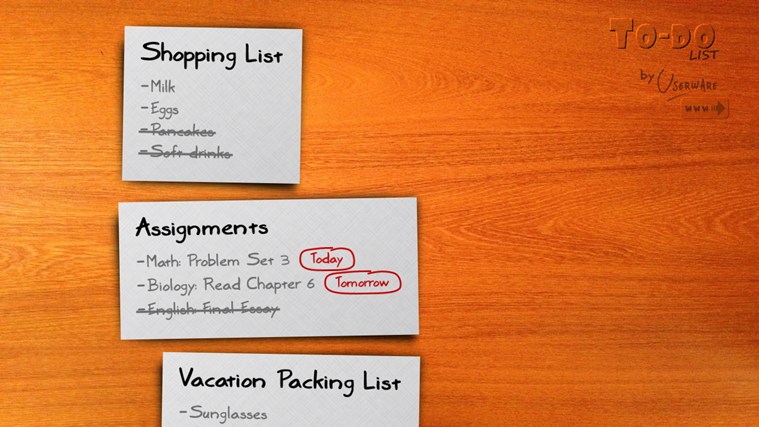 Shopping List
-Milk
-Eggs
-Pancakes
-Soft drinks
To-Do
List
by Userware
www
Assignments
-Math: Problem Set 3 Today
-Biology: Read Chapter 6 Tomorrow
-English: Final Essay
Vacation Packing List
-Sunglasses